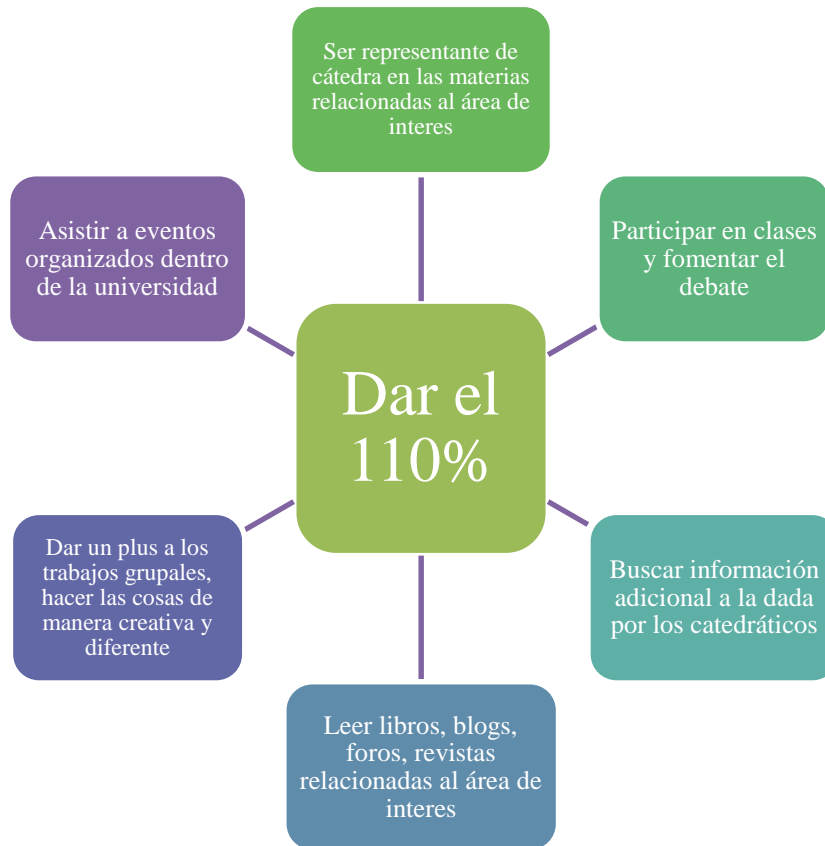 Ser representante de
cátedra en las materias
relacionadas al área de
interes
Asistir a eventos
organizados dentro
de la universidad
Participar en clases
y fomentar el
debate
Dar el
110%
Dar un plus a los
trabajos grupales,
hacer las cosas de
manera creativa y
diferente
Buscar información
adicional a la dada
por los catedráticos
Leer libros, blogs,
foros, revistas
relacionadas al área de
interes